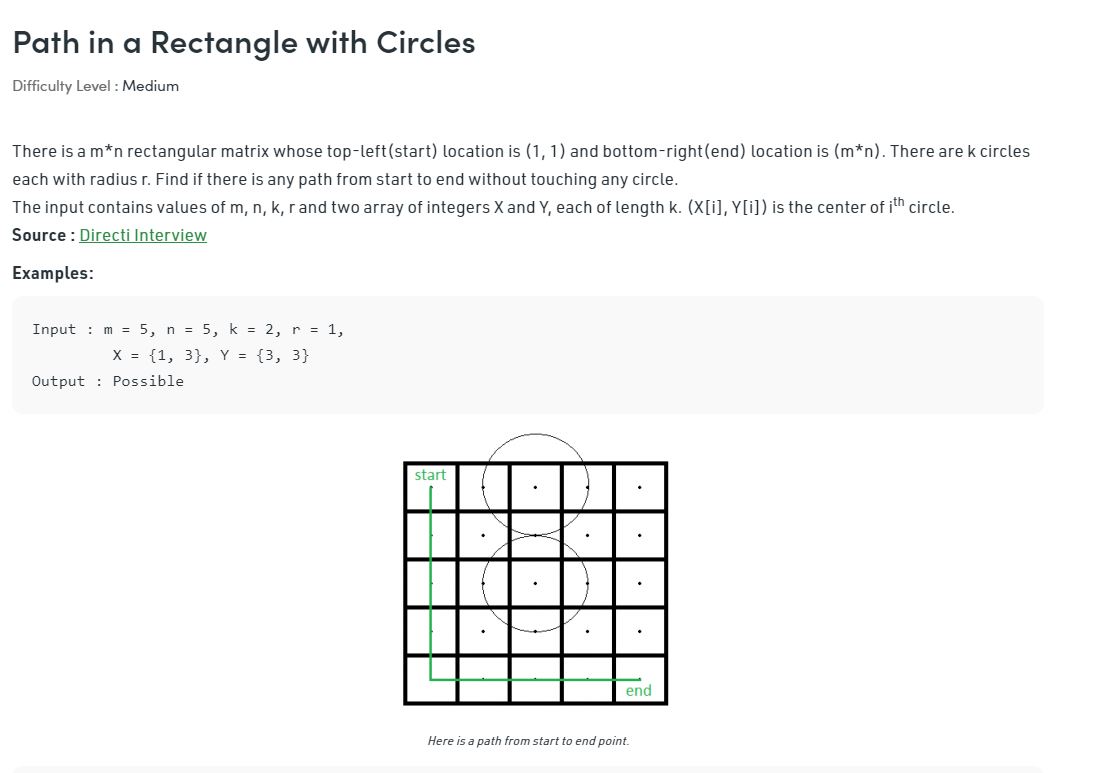 Path in a Rectangle with Circles
Difficulty Level : Medium
There is a m*n rectangular matrix whose top-left(start) location is (1, 1) and bottom-right(end) location is (m*n). There are k circles
each with radius r. Find if there is any path from start to end without touching any circle.
The input contains values of m, n, k, r and two array of integers X and Y, each of length k. (X[i], Y[i]) is the center of ith circle.
Source : Directi Interview
Examples:
Input : m = 5, n = 5, k = 2, r = 1,
X = {1, 3}, Y = {3, 3}
Output : Possible
start
end
Here is a path from start to end point.